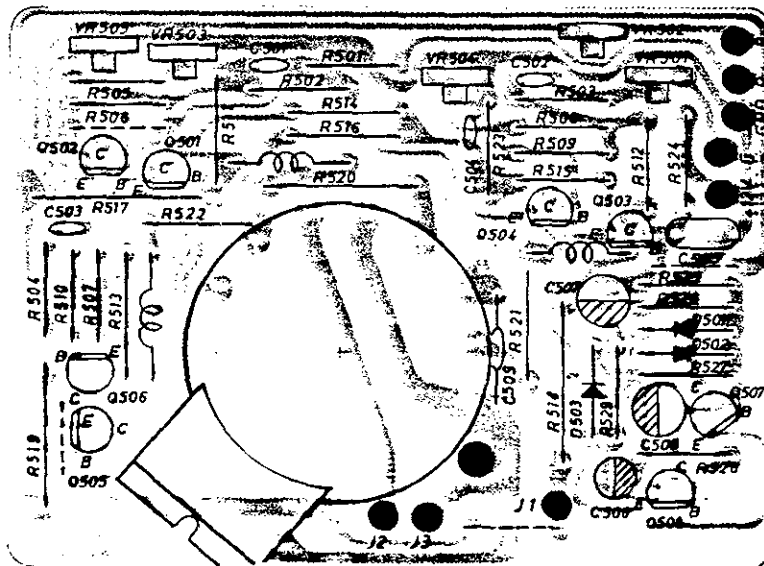 VR505
VR503
C501
R501
VR504
C502
VR502
VR501
R505
R502
R503
R506
R514
R508
Q502
Q501
R516
C504
R523
R509
R512
R524
GND
C
C
R515
E
B
E
B
R520
R517
Q503
C
C
C503
R522
E
B
Q504
B
R504
R510
R507
R513
C507
R521
D501
D502
R527
B
E
C
Q506
C505
R518
D503
R529
E
Q507
B
C508
E
R519
E
C
B
Q505
R526
C
C506
E
B
J1
J2
J3